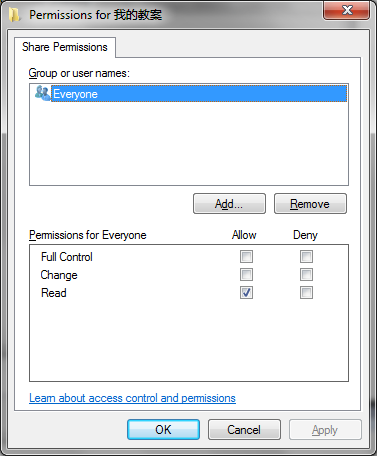 Permissions for 我的教案
Share Permissions
Group or user names:
Everyone
Add...
Remove
Permissions for Everyone Allow Deny
Full Control
Change
Read
Learn about access control and permissions
OK Cancel Apply